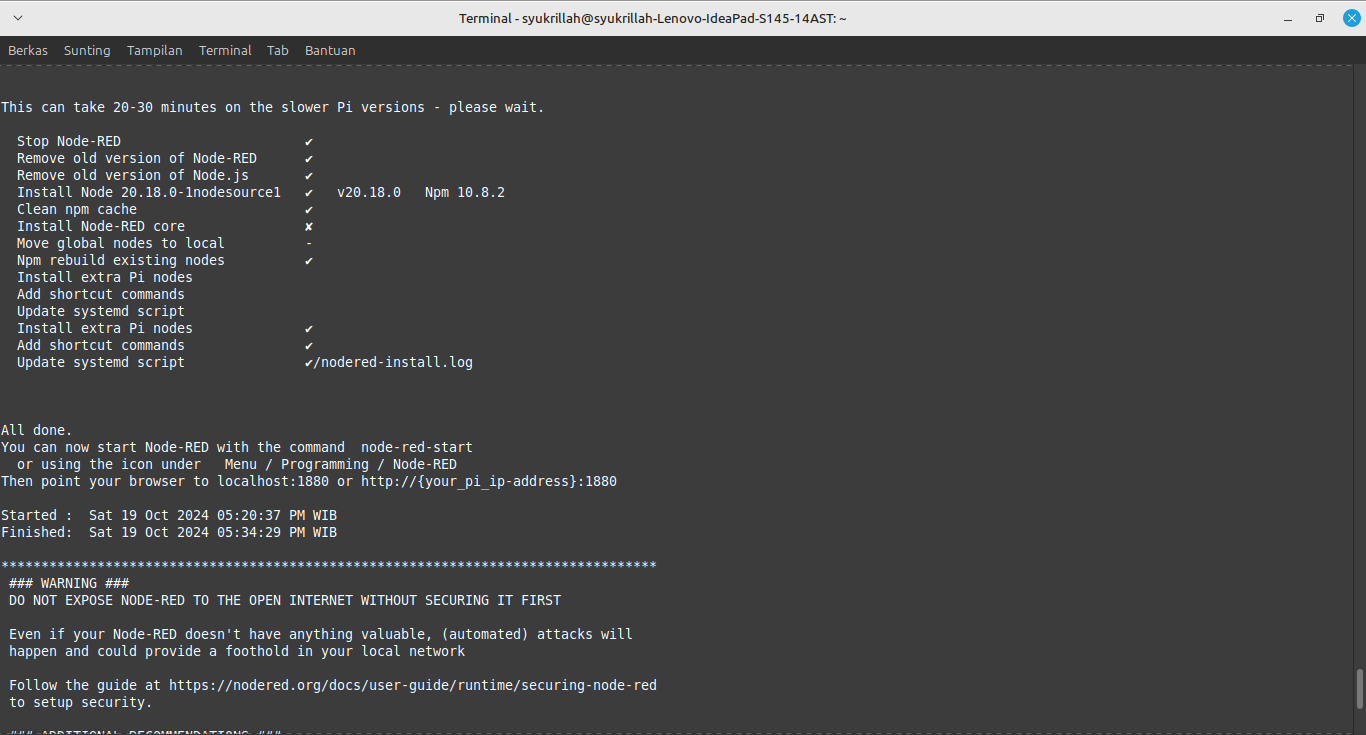 Terminal - syukrillah@syukrillah-Lenovo-IdeaPad-S145-14AST: ~
Berkas Sunting Tampilan Terminal Tab Bantuan
This can take 20-30 minutes on the slower Pi versions - please wait.
Stop Node-RED ✔
Remove old version of Node-RED ✔
Remove old version of Node.js ✔
Install Node 20.18.0-1nodesource1 ✔ v20.18.0 Npm 10.8.2
Clean npm cache ✔
Install Node-RED core ✘
Move global nodes to local -
Npm rebuild existing nodes ✔
Install extra Pi nodes
Add shortcut commands
Update systemd script
Install extra Pi nodes ✔
Add shortcut commands ✔
Update systemd script ✔/nodered-install.log
All done.
You can now start Node-RED with the command node-red-start
or using the icon under Menu / Programming / Node-RED
Then point your browser to localhost:1880 or http://{your_pi_ip-address}:1880
Started : Sat 19 Oct 2024 05:20:37 PM WIB
Finished: Sat 19 Oct 2024 05:34:29 PM WIB
**********************************************************************************
### WARNING ###
DO NOT EXPOSE NODE-RED TO THE OPEN INTERNET WITHOUT SECURING IT FIRST
Even if your Node-RED doesn't have anything valuable, (automated) attacks will
happen and could provide a foothold in your local network
Follow the guide at https://nodered.org/docs/user-guide/runtime/securing-node-red
to setup security.
### ADDITIONAL RECOMMENDATIONS ###